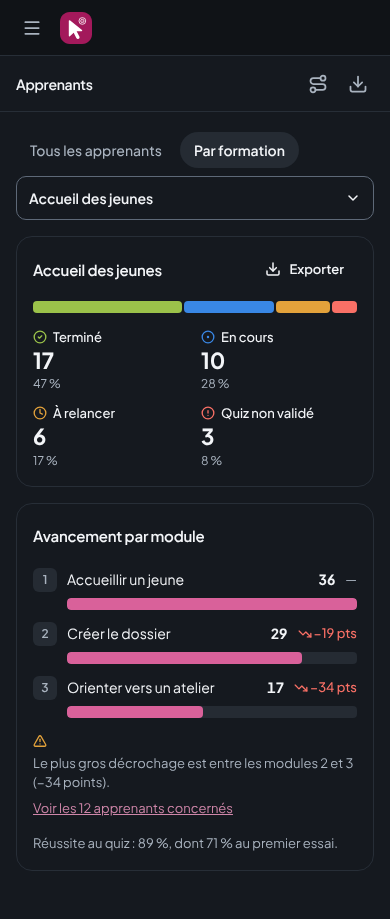 Apprenants
Tous les apprenants
Par formation
Accueil des jeunes
Accueil des jeunes
Exporter
Terminé
17
47 %
En cours
10
28 %
À relancer
6
17 %
Quiz non validé
3
8 %
Avancement par module
1 Accueillir un jeune 36 —
2 Créer le dossier 29 −19 pts
3 Orienter vers un atelier 17 −34 pts
Le plus gros décrochage est entre les modules 2 et 3
(−34 points).
Voir les 12 apprenants concernés
Réussite au quiz : 89 %, dont 71 % au premier essai.